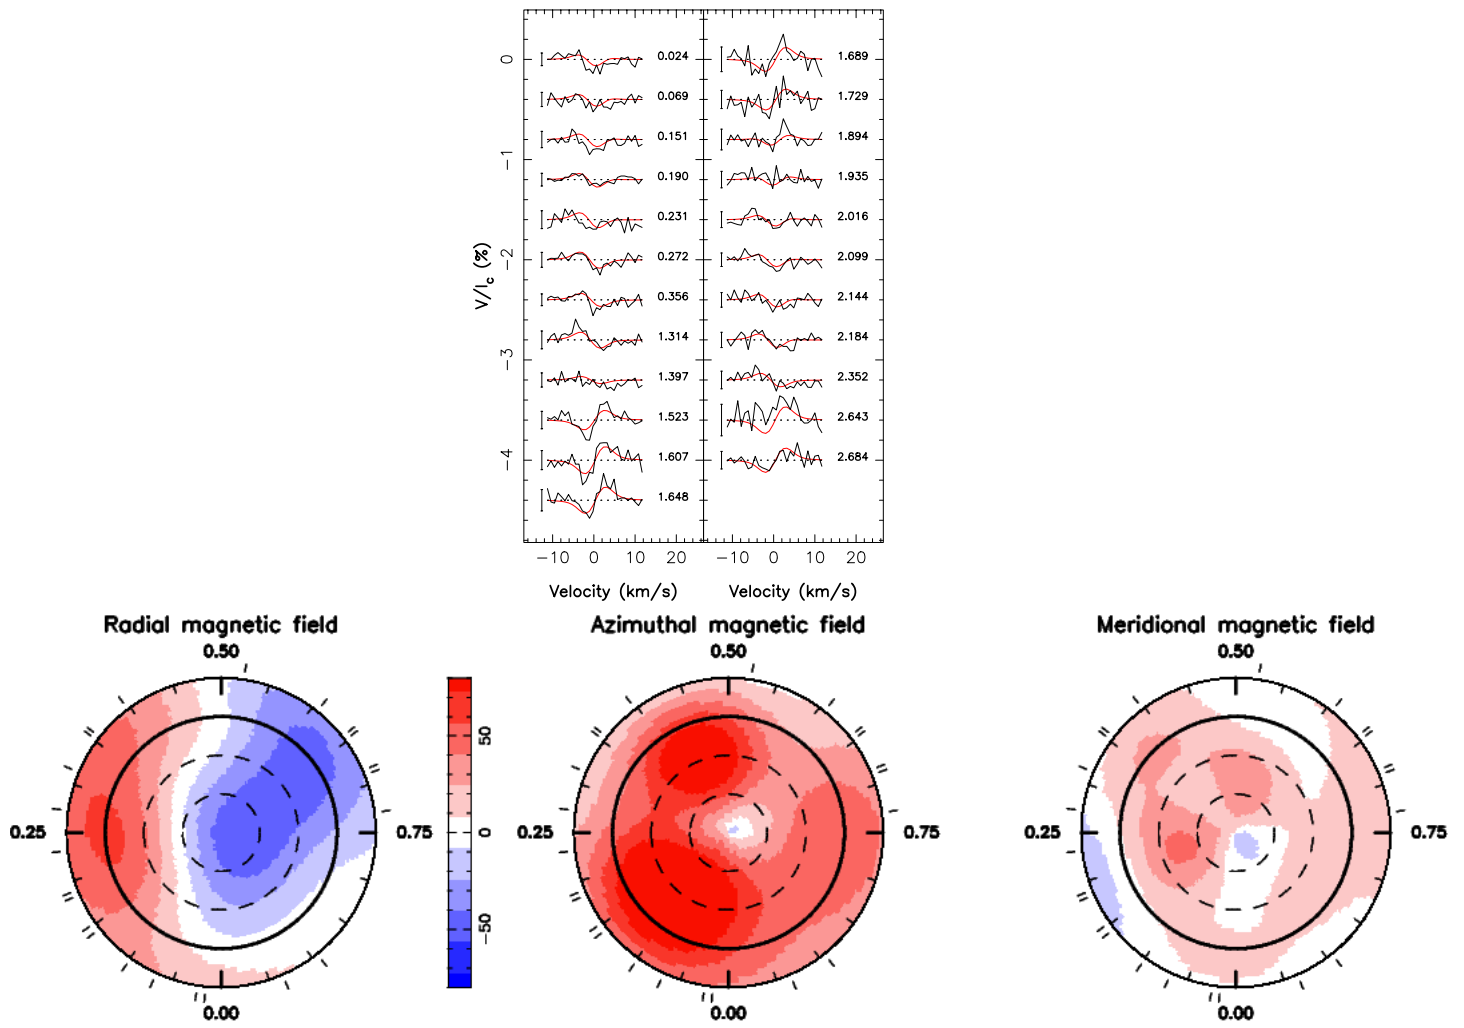 0 0.024 1.689
0.069 1.729
0.151 1.894
-1
0.190 1.935
0.231 2.016
V/Ic (%)
-2 0.272 2.099
0.356 2.144
1.314 2.184
-3
1.397 2.352
1.523 2.643
-4 1.607 2.684
1.648
-10 0 10 20 -10 0 10 20
Velocity (km/s) Velocity (km/s)
Radial magnetic field Azimuthal magnetic field Meridional magnetic field
0.50 0.50 0.50
50
0.25 0.75 0 0.25 0.75 0.25 0.75
-50
0.00 0.00 0.00